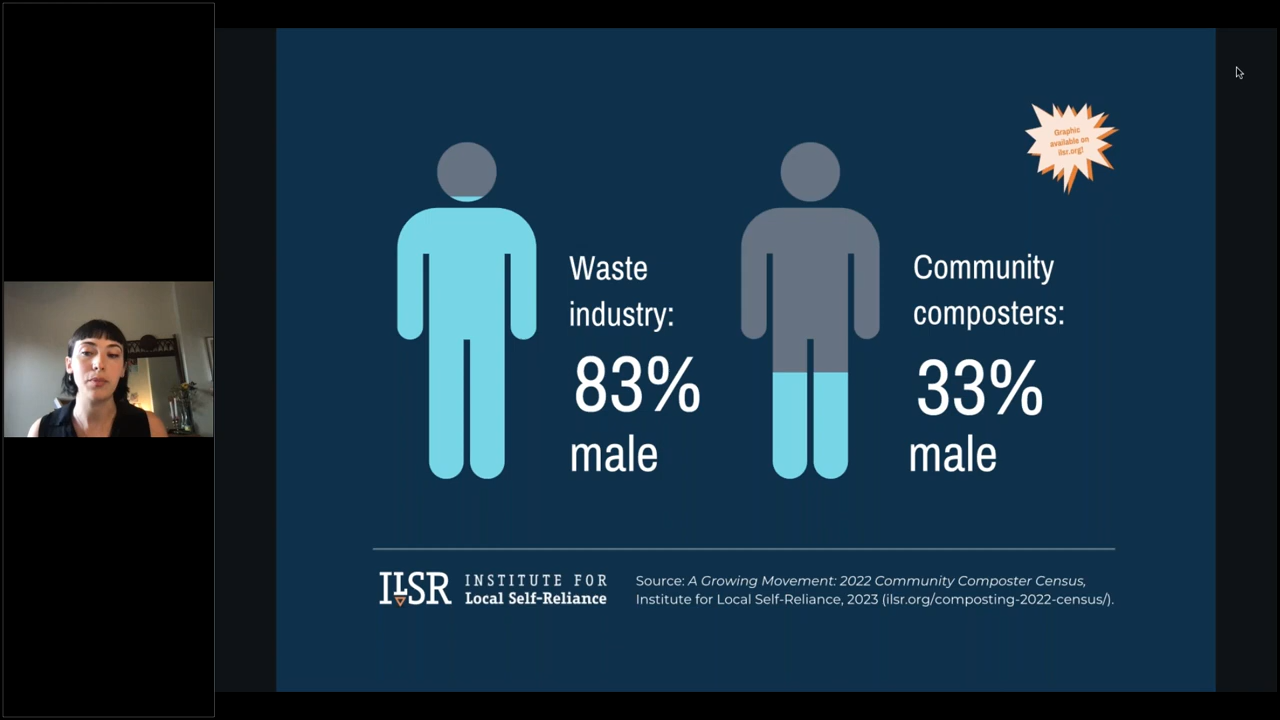 Graphic
available on
ilsr.org!
Waste
industry:
83%
male
Community
composters:
33%
male
ILSR
INSTITUTE FOR
Local Self-Reliance
Source: A Growing Movement: 2022 Community Composter Census,
Institute for Local Self-Reliance, 2023 (ilsr.org/composting-2022-census/).